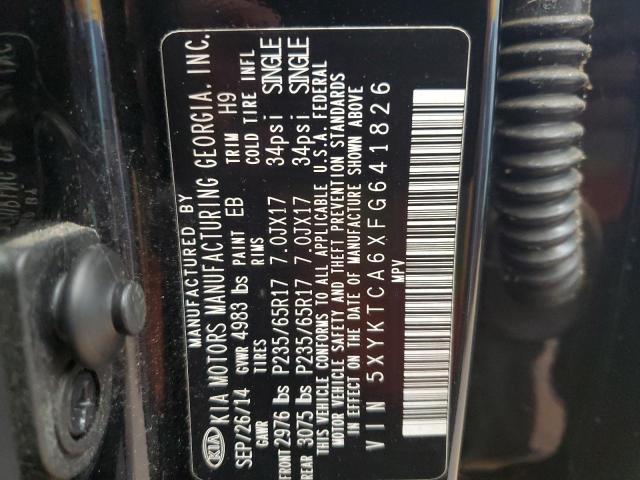 MANUFACTURED BY
KIA KIA MOTORS MANUFACTURING GEORGIA. INC.
SEP/26/14 GVWR 4983 lbs PAINT EB TRIM H9
GAWR TIRES RIMS COLD TIRE INFL
FRONT 2976 lbs P235/65R17 7.0JX17 34psi SINGLE
REAR 3075 lbs P235/65R17 7.0JX17 34psi SINGLE
THIS VEHICLE CONFORMS TO ALL APPLICABLE U.S.A. FEDERAL
MOTOR VEHICLE SAFETY AND THEFT PREVENTION STANDARDS
IN EFFECT ON THE DATE OF MANUFACTURE SHOWN ABOVE
VIN 5XYKTCA6XFG641826
MPV